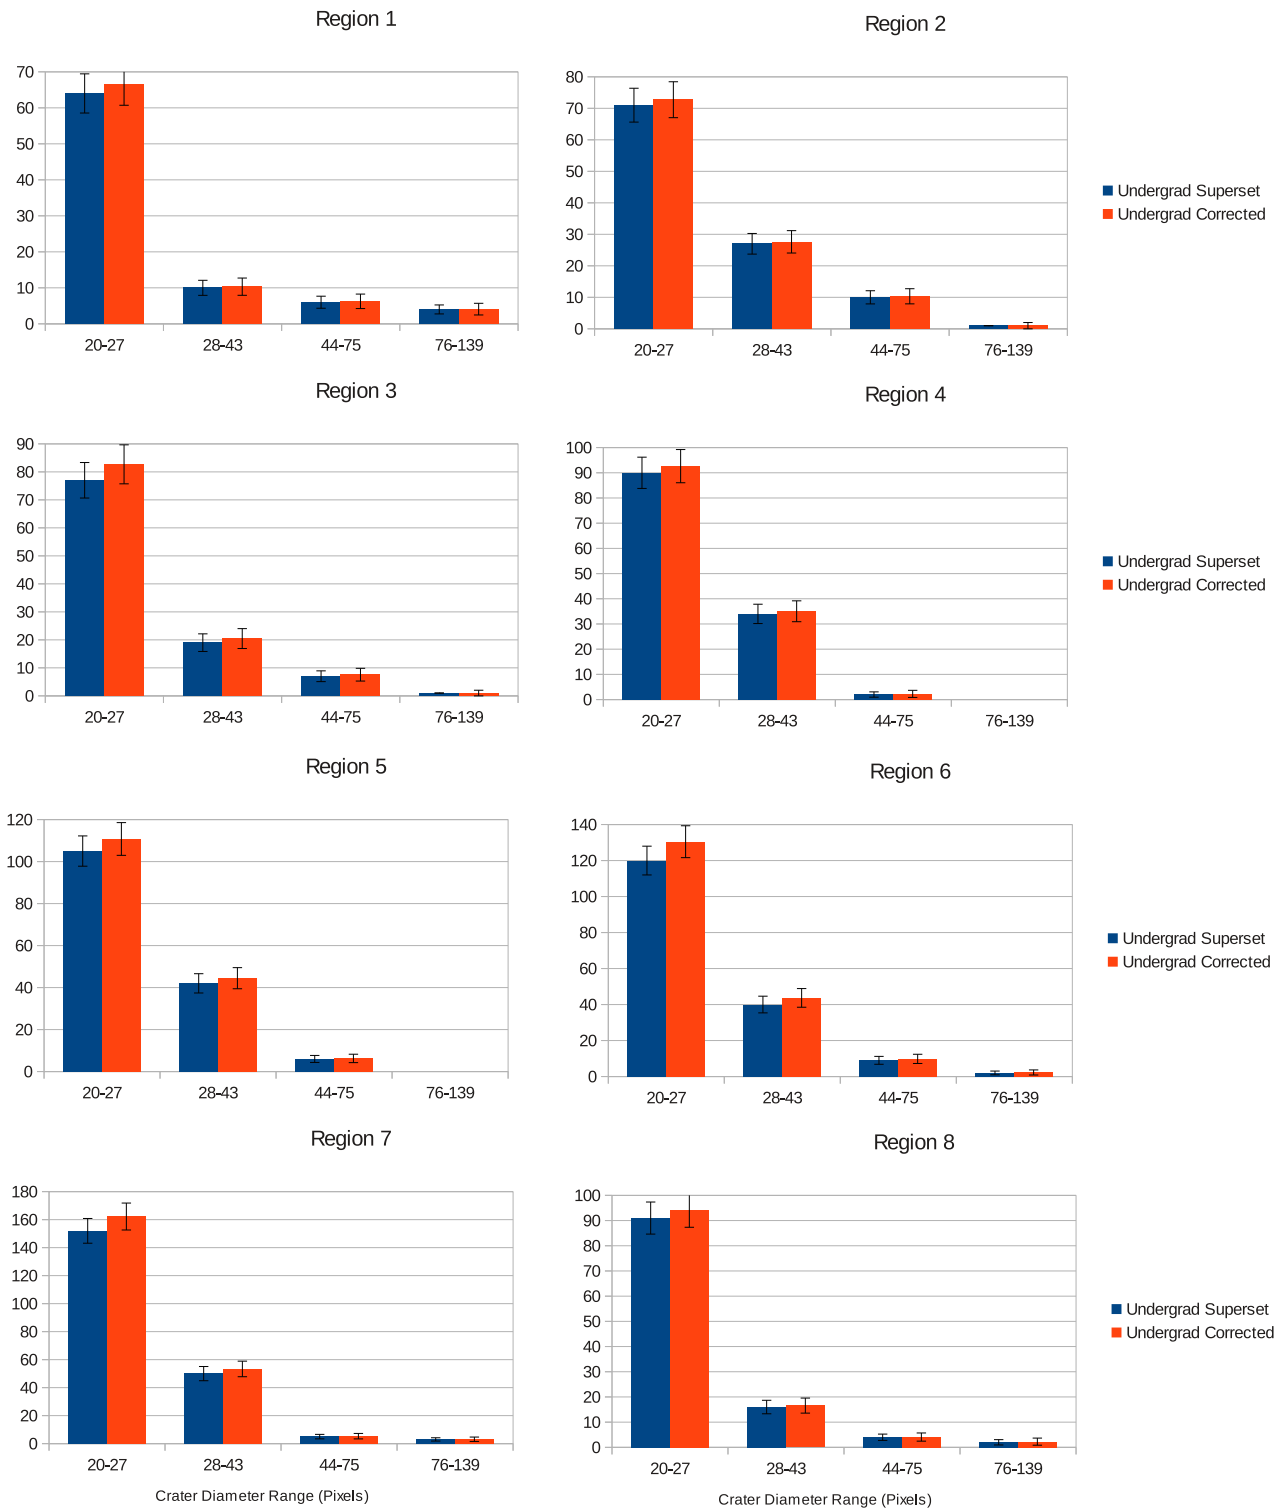 Region 1
70
60
50
40
30
20
10
0
20-27 28-43 44-75 76-139
Region 2
80
70
60
50
40
30
20
10
0
20-27 28-43 44-75 76-139
Undergrad Superset
Undergrad Corrected
Region 3
90
80
70
60
50
40
30
20
10
0
20-27 28-43 44-75 76-139
Region 4
100
90
80
70
60
50
40
30
20
10
0
20-27 28-43 44-75 76-139
Undergrad Superset
Undergrad Corrected
Region 5
120
100
80
60
40
20
0
20-27 28-43 44-75 76-139
Region 6
140
120
100
80
60
40
20
0
20-27 28-43 44-75 76-139
Undergrad Superset
Undergrad Corrected
Region 7
180
160
140
120
100
80
60
40
20
0
20-27 28-43 44-75 76-139
Crater Diameter Range (Pixels)
Region 8
100
90
80
70
60
50
40
30
20
10
0
20-27 28-43 44-75 76-139
Crater Diameter Range (Pixels)
Undergrad Superset
Undergrad Corrected